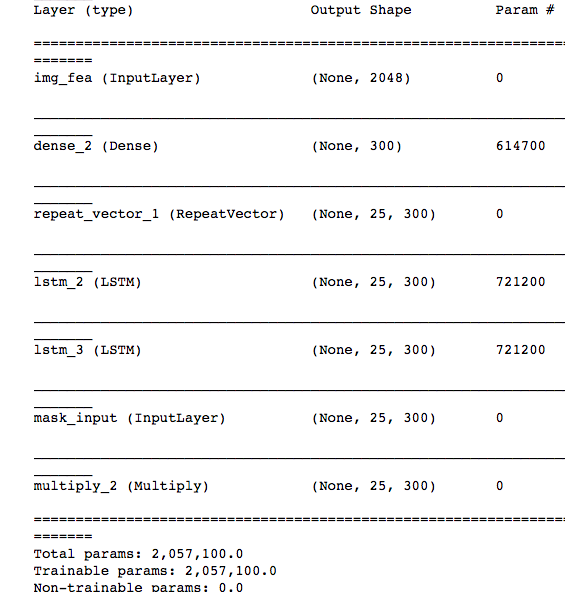 Layer (type) Output Shape Param #
=================================================================
=======
img_fea (InputLayer) (None, 2048) 0
_________________________________________________________________
_______
dense_2 (Dense) (None, 300) 614700
_________________________________________________________________
_______
repeat_vector_1 (RepeatVector) (None, 25, 300) 0
_________________________________________________________________
_______
lstm_2 (LSTM) (None, 25, 300) 721200
_________________________________________________________________
_______
lstm_3 (LSTM) (None, 25, 300) 721200
_________________________________________________________________
_______
mask_input (InputLayer) (None, 25, 300) 0
_________________________________________________________________
_______
multiply_2 (Multiply) (None, 25, 300) 0
=================================================================
=======
Total params: 2,057,100.0
Trainable params: 2,057,100.0
Non-trainable params: 0.0